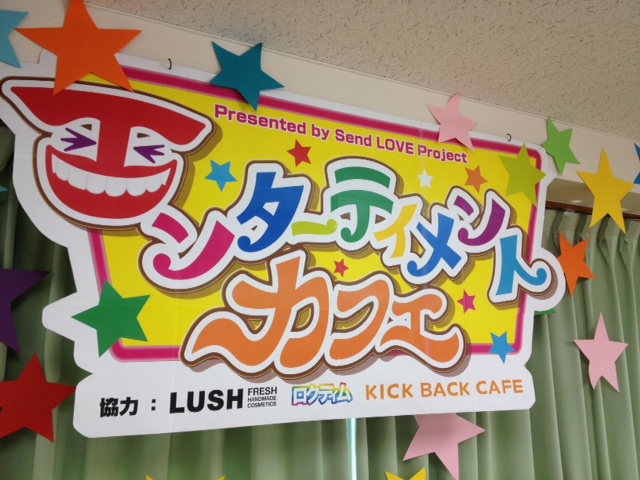 Presented by Send LOVE Project
エンターティメント
カフェ
協力 : LUSH FRESH HANDMADE COSMETICS ロクティム KICK BACK CAFE